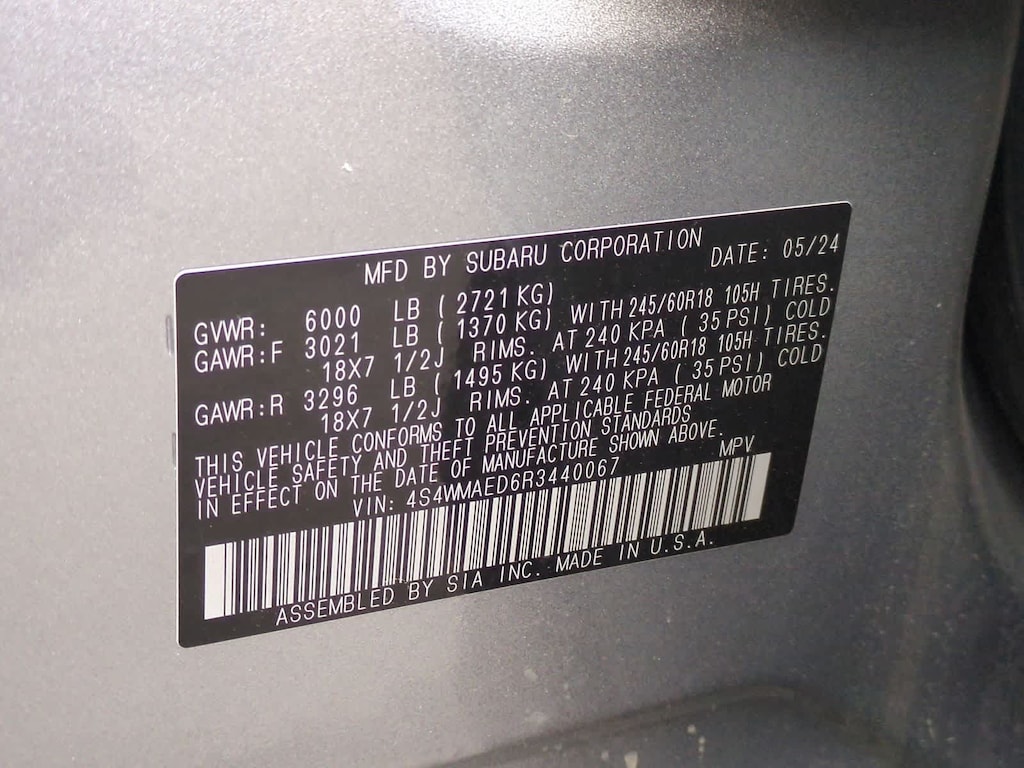 MFD BY SUBARU CORPORATION DATE: 05/24
GVWR: 6000 LB ( 2721 KG)
GAWR:F 3021 LB ( 1370 KG) WITH 245/60R18 105H TIRES.
18X7 1/2J RIMS. AT 240 KPA ( 35 PSI) COLD
GAWR:R 3296 LB ( 1495 KG) WITH 245/60R18 105H TIRES.
18X7 1/2J RIMS. AT 240 KPA ( 35 PSI) COLD
THIS VEHICLE CONFORMS TO ALL APPLICABLE FEDERAL MOTOR
VEHICLE SAFETY AND THEFT PREVENTION STANDARDS
IN EFFECT ON THE DATE OF MANUFACTURE SHOWN ABOVE.
VIN: 4S4WMAED6R3440067 MPV
ASSEMBLED BY SIA INC. MADE IN U.S.A.